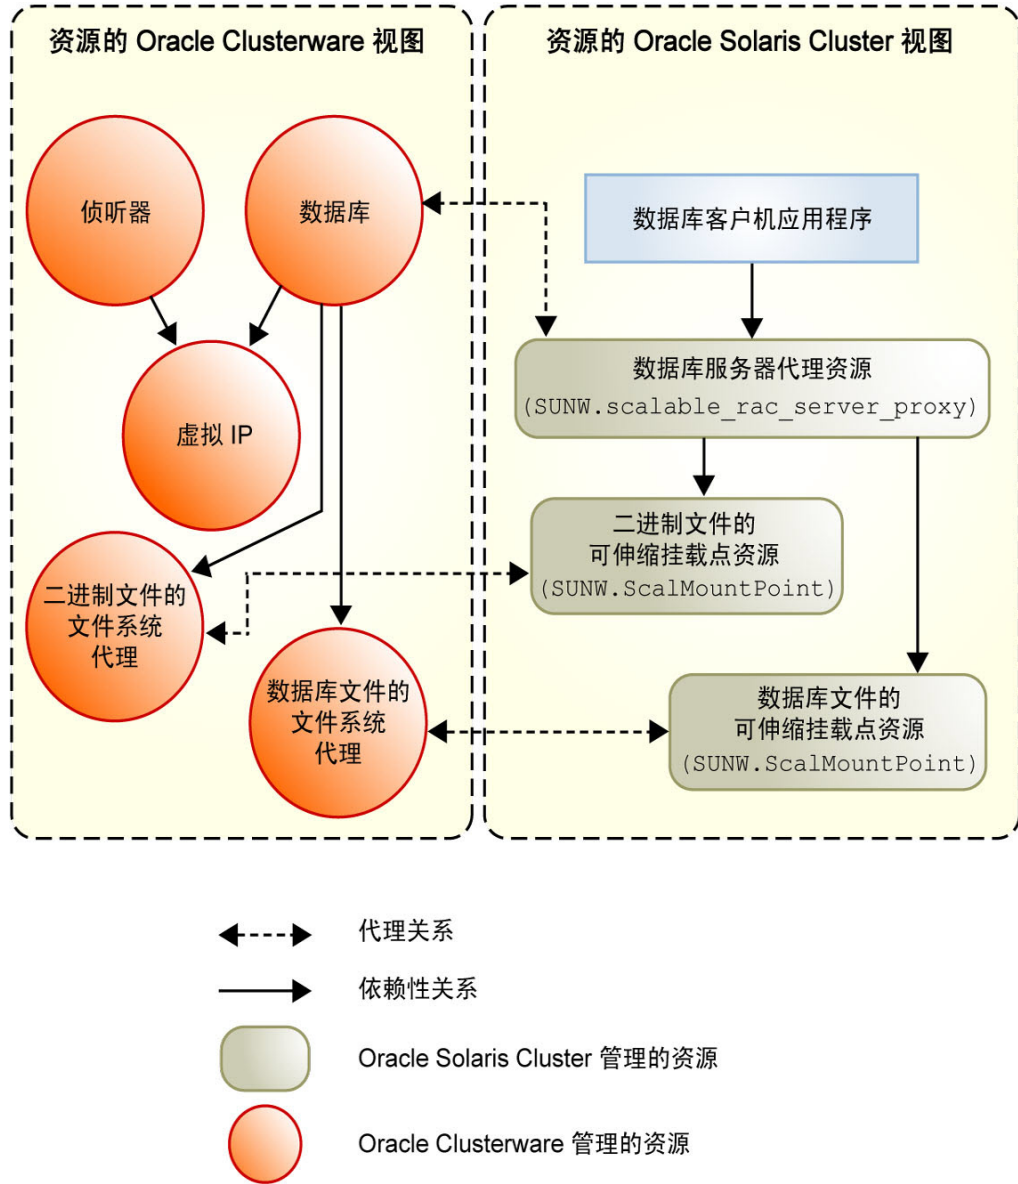 资源的 Oracle Clusterware 视图
资源的 Oracle Solaris Cluster 视图
侦听器
数据库
虚拟 IP
二进制文件的
文件系统
代理
数据库文件的
文件系统
代理
数据库客户机应用程序
数据库服务器代理资源
(SUNW.scalable_rac_server_proxy)
二进制文件的
可伸缩挂载点资源
(SUNW.ScalMountPoint)
数据库文件的
可伸缩挂载点资源
(SUNW.ScalMountPoint)
代理关系
依赖性关系
Oracle Solaris Cluster 管理的资源
Oracle Clusterware 管理的资源